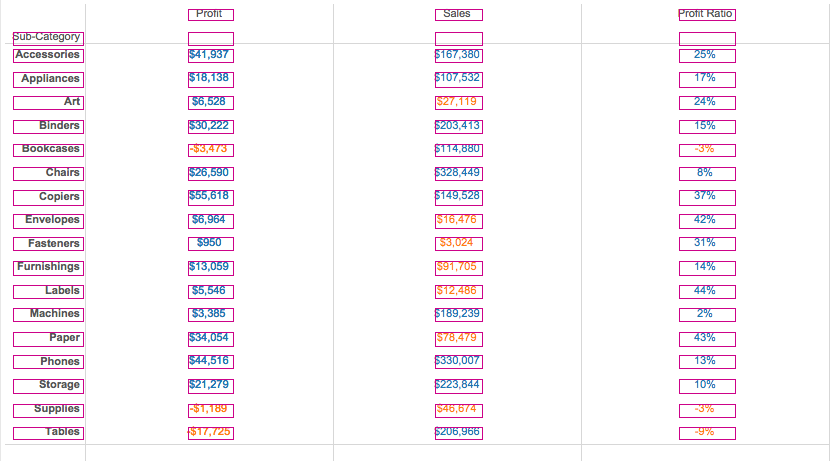 Profit Sales Profit Ratio
Sub-Category
Accessories $41,937 $167,380 25%
Appliances $18,138 $107,532 17%
Art $6,528 $27,119 24%
Binders $30,222 $203,413 15%
Bookcases -$3,473 $114,880 -3%
Chairs $26,590 $328,449 8%
Copiers $55,618 $149,528 37%
Envelopes $6,964 $16,476 42%
Fasteners $950 $3,024 31%
Furnishings $13,059 $91,705 14%
Labels $5,546 $12,486 44%
Machines $3,385 $189,239 2%
Paper $34,054 $78,479 43%
Phones $44,516 $330,007 13%
Storage $21,279 $223,844 10%
Supplies -$1,189 $46,674 -3%
Tables -$17,725 $206,966 -9%